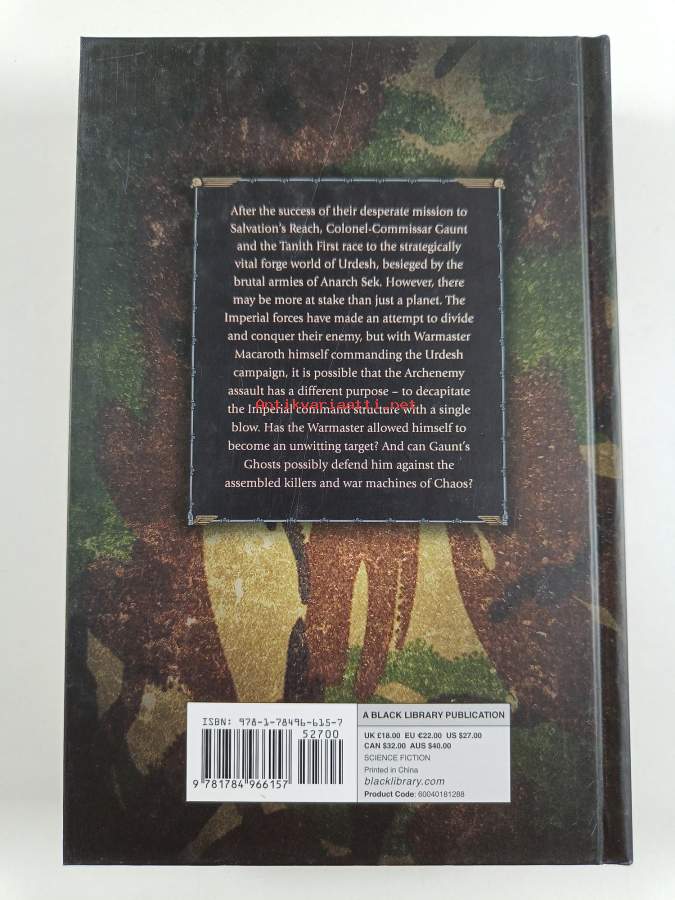 After the success of their desperate mission to
Salvation's Reach, Colonel-Commissar Gaunt
and the Tanith First race to the strategically
vital forge world of Urdesh, besieged by the
brutal armies of Anarch Sek. However, there
may be more at stake than just a planet. The
Imperial forces have made an attempt to divide
and conquer their enemy, but with Warmaster
Macaroth himself commanding the Urdesh
campaign, it is possible that the Archenemy
assault has a different purpose – to decapitate
Antikvariaatti.net
the Imperial command structure with a single
blow. Has the Warmaster allowed himself to
become an unwitting target? And can Gaunt's
Ghosts possibly defend him against the
assembled killers and war machines of Chaos?
ISBN: 978-1-78496-615-7
52700
9 781784 966157
A BLACK LIBRARY PUBLICATION
UK £18.00 EU €22.00 US $27.00
CAN $32.00 AUS $40.00
SCIENCE FICTION
Printed in China
blacklibrary.com
Product Code: 60040181288